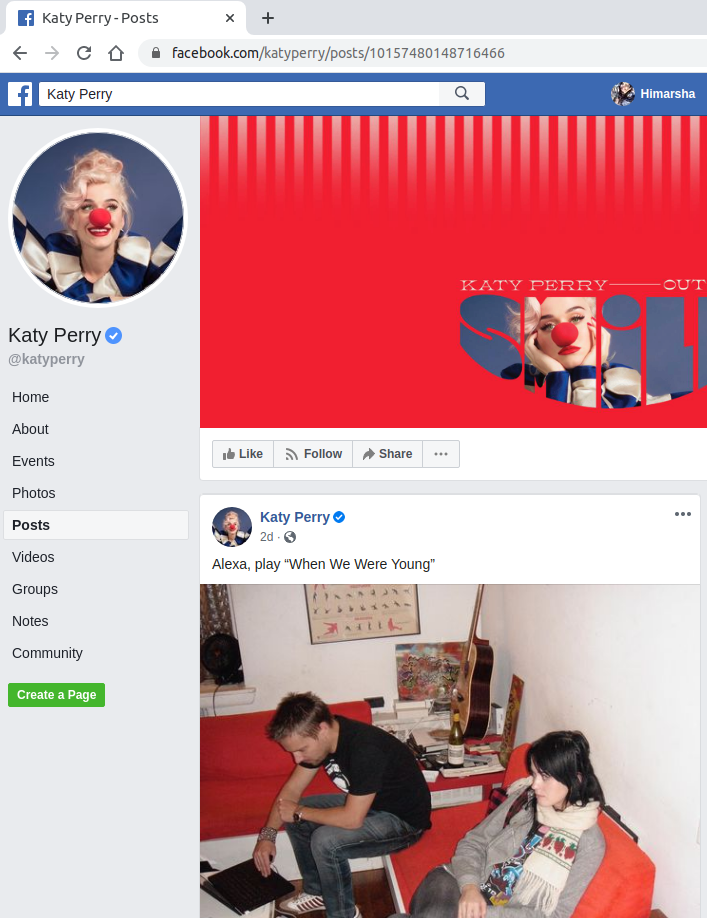 Katy Perry - Posts
facebook.com/katyperry/posts/10157480148716466
Katy Perry
Himarsha
KATY PERRY OUT
SMiL
Katy Perry
@katyperry
Home
About
Events
Photos
Posts
Videos
Groups
Notes
Community
Create a Page
Like
Follow
Share
Katy Perry
2d ·
Alexa, play “When We Were Young”